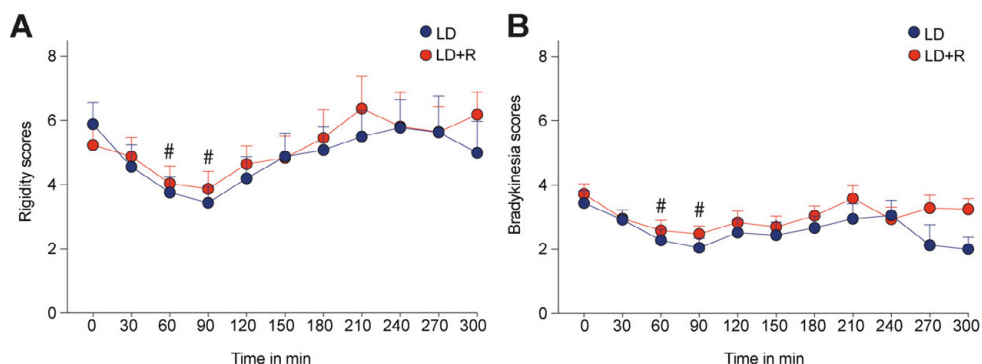 A
LD
LD+R
Rigidity scores
8
6
4
2
0
# #
0 30 60 90 120 150 180 210 240 270 300
Time in min
B
LD
LD+R
Bradykinesia scores
8
6
4
2
0
# #
0 30 60 90 120 150 180 210 240 270 300
Time in min